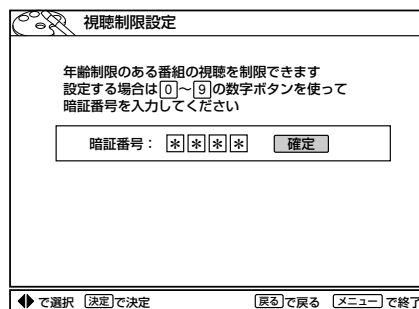 視聴制限設定
年齢制限のある番組の視聴を制限できます
設定する場合は0～9の数字ボタンを使って
暗証番号を入力してください
暗証番号： ＊＊＊＊ 確定
で選択 決定で決定 戻るで戻る メニューで終了